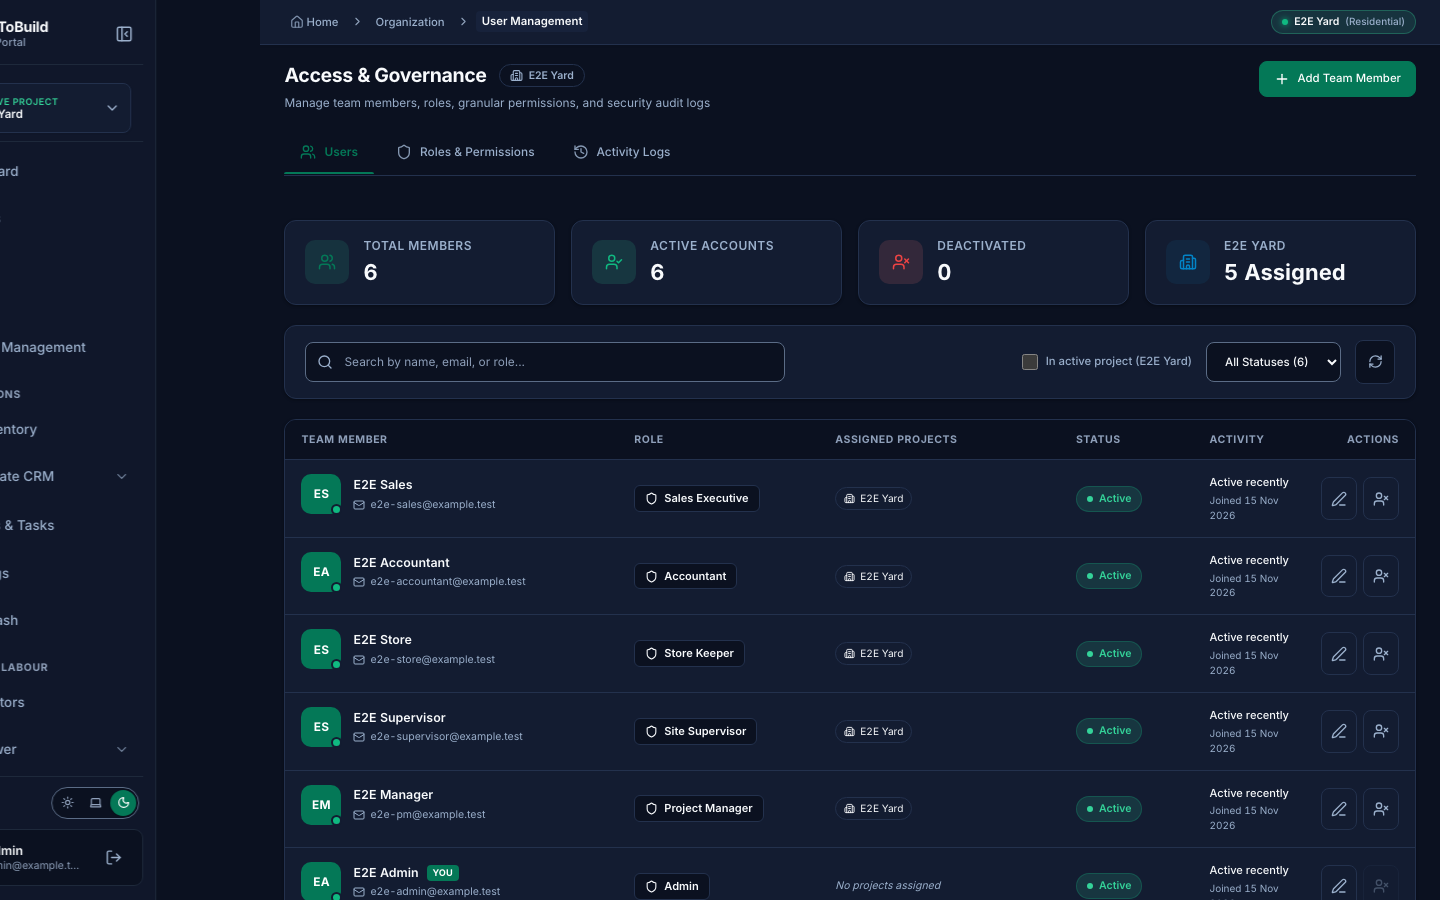 ToBuild
Portal
VE PROJECT
Yard
ard
s
Management
ONS
entory
ate CRM
s & Tasks
gs
ash
LABOUR
tors
wer
dmin
min@example.t...
Home
Organization
User Management
E2E Yard (Residential)
Access & Governance
E2E Yard
Manage team members, roles, granular permissions, and security audit logs
Add Team Member
Users
Roles & Permissions
Activity Logs
TOTAL MEMBERS
6
ACTIVE ACCOUNTS
6
DEACTIVATED
0
E2E YARD
5 Assigned
Search by name, email, or role...
In active project (E2E Yard)
All Statuses (6)
TEAM MEMBER ROLE ASSIGNED PROJECTS STATUS ACTIVITY ACTIONS
ES
E2E Sales
e2e-sales@example.test
Sales Executive
E2E Yard
Active
Active recently
Joined 15 Nov
2026
EA
E2E Accountant
e2e-accountant@example.test
Accountant
E2E Yard
Active
Active recently
Joined 15 Nov
2026
ES
E2E Store
e2e-store@example.test
Store Keeper
E2E Yard
Active
Active recently
Joined 15 Nov
2026
ES
E2E Supervisor
e2e-supervisor@example.test
Site Supervisor
E2E Yard
Active
Active recently
Joined 15 Nov
2026
EM
E2E Manager
e2e-pm@example.test
Project Manager
E2E Yard
Active
Active recently
Joined 15 Nov
2026
EA
E2E Admin YOU
e2e-admin@example.test
Admin
No projects assigned
Active
Active recently
Joined 15 Nov